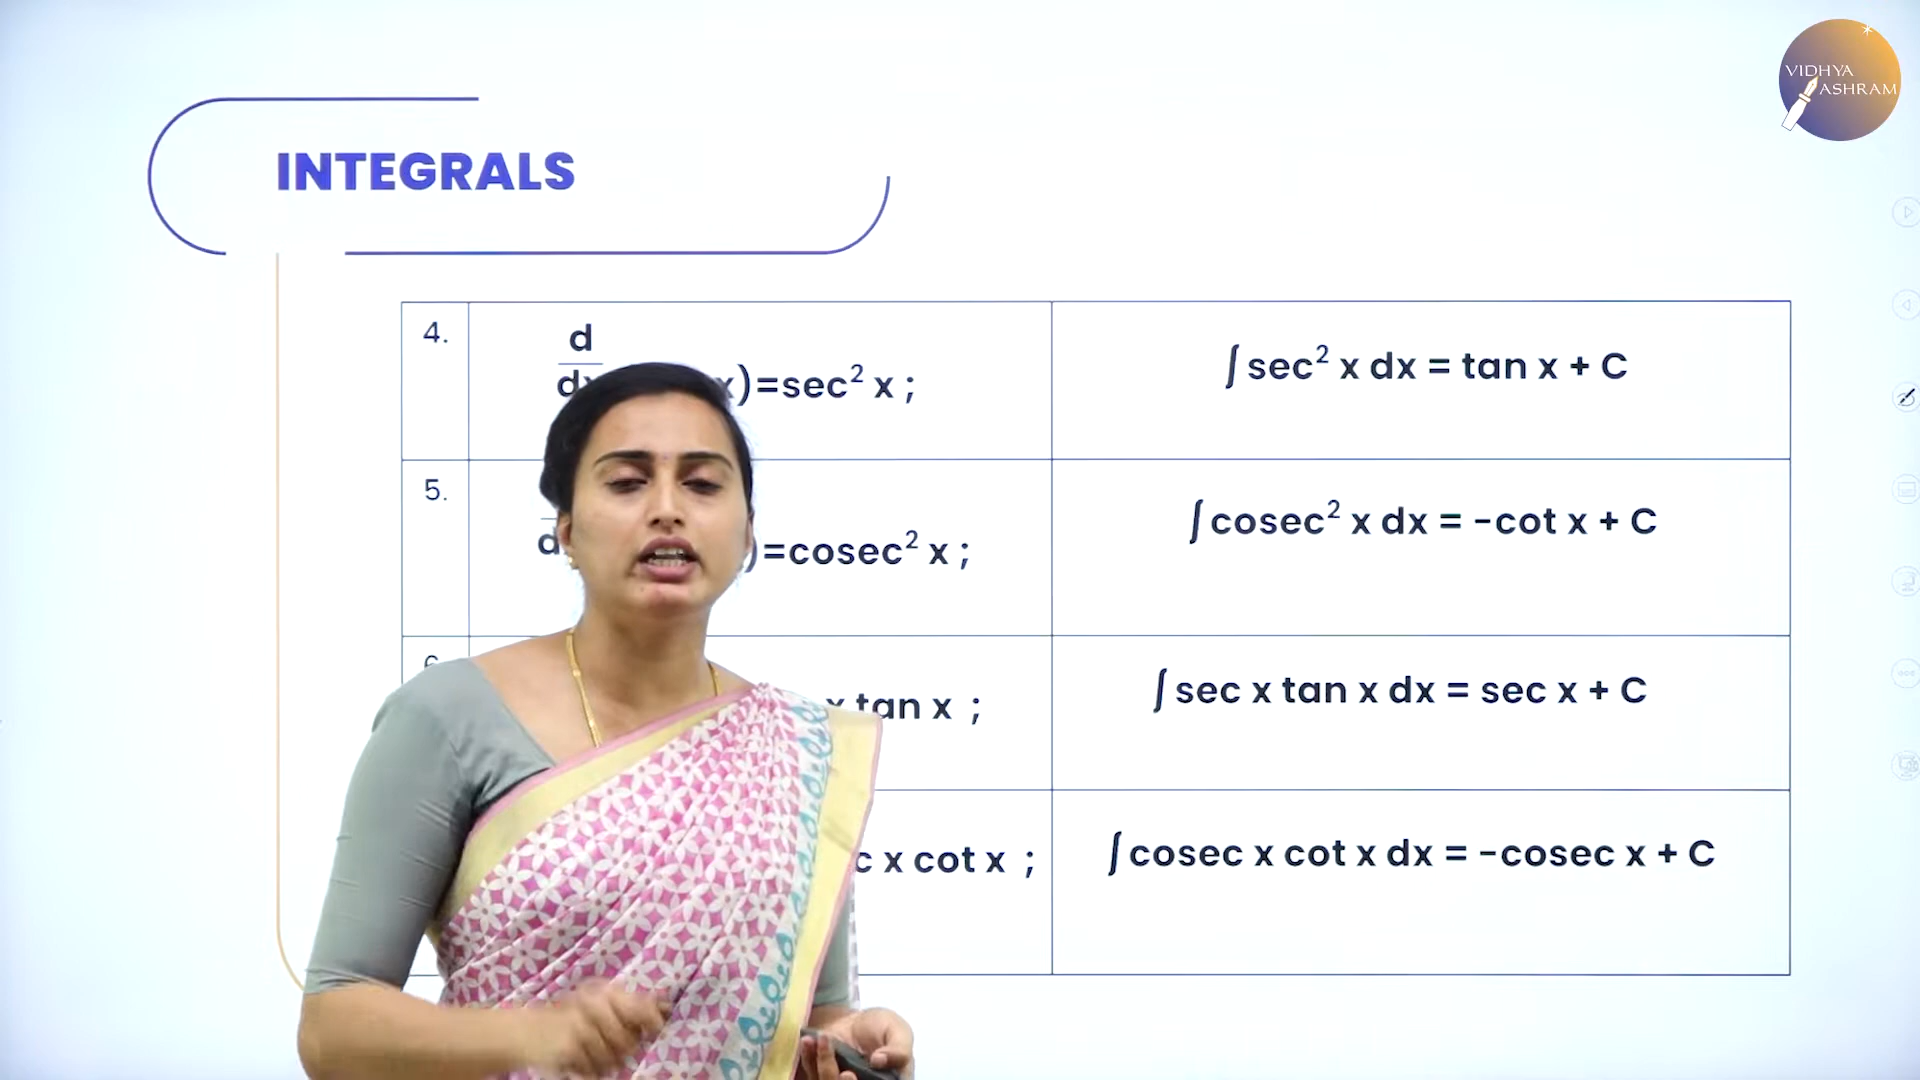 VIDHYA
ASHRAM
INTEGRALS
4.
d
x)=sec² x ;
∫ sec² x dx = tan x + C
5.
)=cosec² x ;
∫ cosec² x dx = -cot x + C
tan x ;
∫ sec x tan x dx = sec x + C
x cot x ;
∫ cosec x cot x dx = -cosec x + C